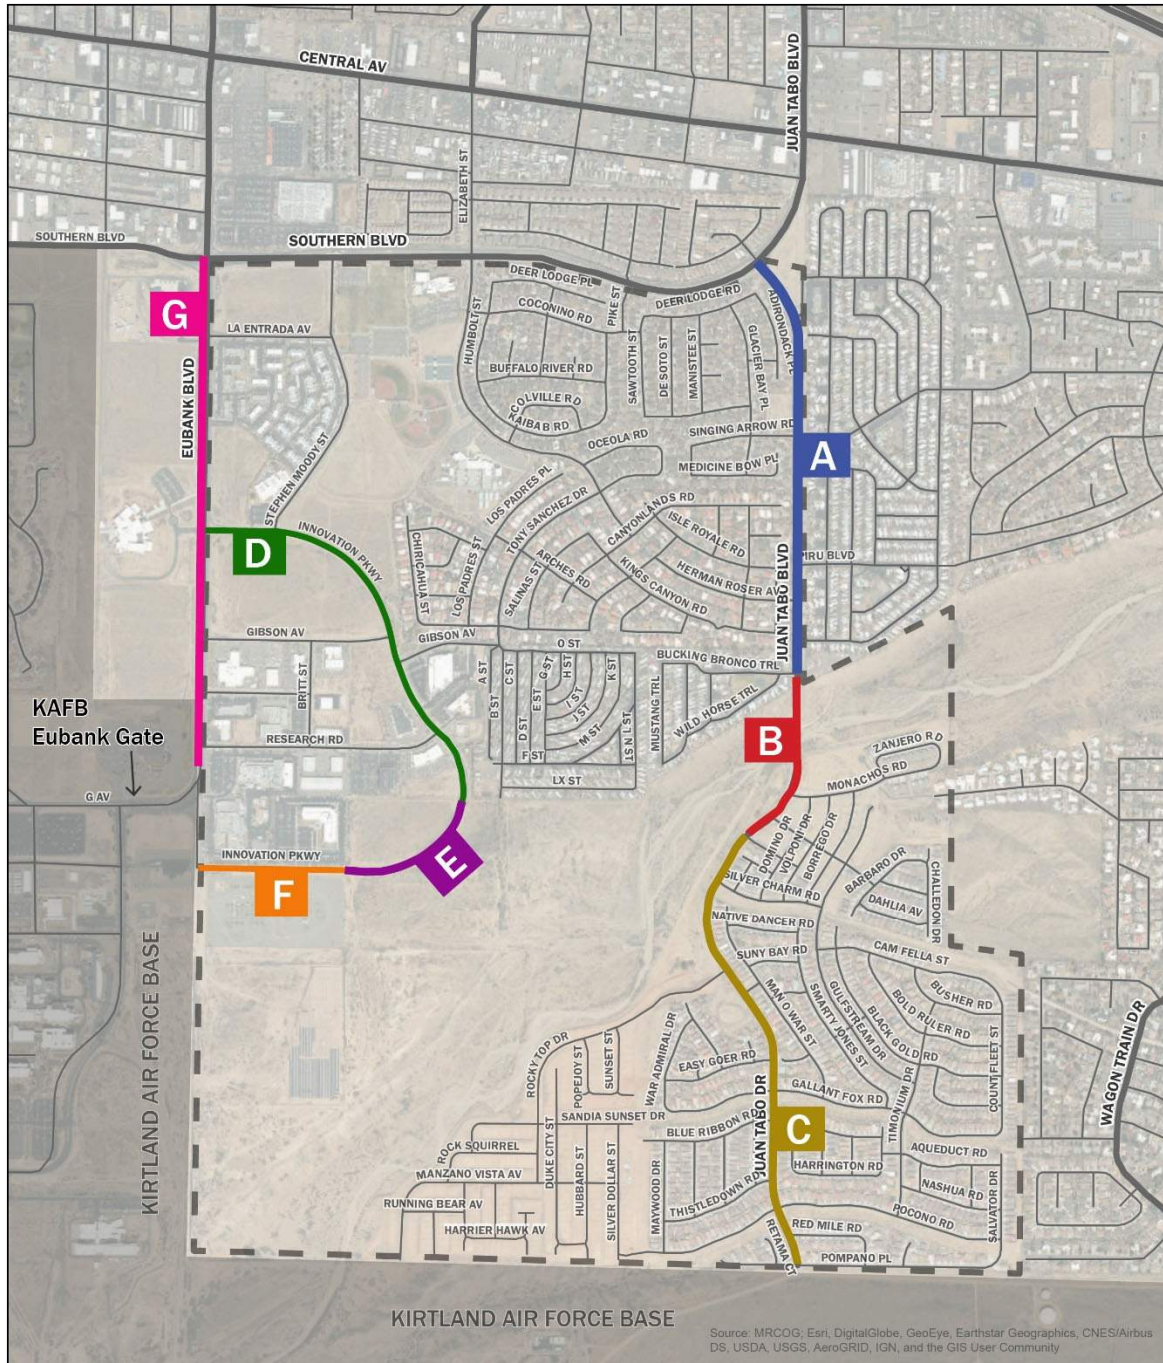 CENTRAL AV
JUAN TABO BLVD
ELIZABETH ST
SOUTHERN BLVD
SOUTHERN BLVD
DEER LODGE PL
DEER LODGE RD
PIKE ST
COCONINO RD
HUMBOLT ST
ADIRONDACK PL
G
LA ENTRADA AV
SAWTOOTH ST
DE SOTO ST
MANISTEE ST
GLACIER BAY PL
BUFFALO RIVER RD
EUBANK BLVD
COLVILLE RD
KAIBAB RD
OCEOLA RD
SINGING ARROW RD
MEDICINE BOW PL
A
STEPHEN MOODY ST
LOS PADRES PL
TONY SANCHEZ DR
CANYONLANDS RD
ISLE ROYALE RD
INNOVATION PKWY
D
CHIRICAHUA ST
LOS PADRES ST
SALINAS ST
ARCHES RD
KINGS CANYON RD
HERMAN ROSER AV
PIRU BLVD
JUAN TABO BLVD
GIBSON AV
GIBSON AV
O ST
BUCKING BRONCO TRL
BRITT ST
A ST
B ST
C ST
D ST
E ST
G ST
H ST
I ST
J ST
K ST
M ST
N ST
L ST
F ST
MUSTANG TRL
WILD HORSE TRL
KAFB
Eubank Gate
RESEARCH RD
B
ZANJERO RD
MONACHOS RD
LX ST
G AV
INNOVATION PKWY
E
F
DOMINO DR
VOLPONI DR
BORREGO DR
SILVER CHARM RD
BARBARO DR
DAHLIA AV
CHALLEDON DR
NATIVE DANCER RD
SUNY BAY RD
CAM FELLA ST
BUSHER RD
BOLD RULER RD
BLACK GOLD RD
GULFSTREAM DR
SMARTY JONES ST
MAN O WAR ST
COUNT FLEET ST
KIRTLAND AIR FORCE BASE
ROCKY TOP DR
POPEJOY ST
SUNSET ST
WAR ADMIRAL DR
EASY GOER RD
GALLANT FOX RD
TIMONIUM DR
WAGON TRAIN DR
SANDIA SUNSET DR
BLUE RIBBON RD
JUAN TABO DR
C
ROCK SQUIRREL
DUKE CITY ST
HUBBARD ST
SILVER DOLLAR ST
MAYWOOD DR
MANZANO VISTA AV
THISTLEDOWN RD
HARRINGTON RD
AQUEDUCT RD
NASHUA RD
POCONO RD
SALVATOR DR
RUNNING BEAR AV
HARRIER HAWK AV
RETAMA CT
RED MILE RD
POMPANO PL
KIRTLAND AIR FORCE BASE
Source: MRCOG; Esri, DigitalGlobe, GeoEye, Earthstar Geographics, CNES/Airbus
DS, USDA, USGS, AeroGRID, IGN, and the GIS User Community